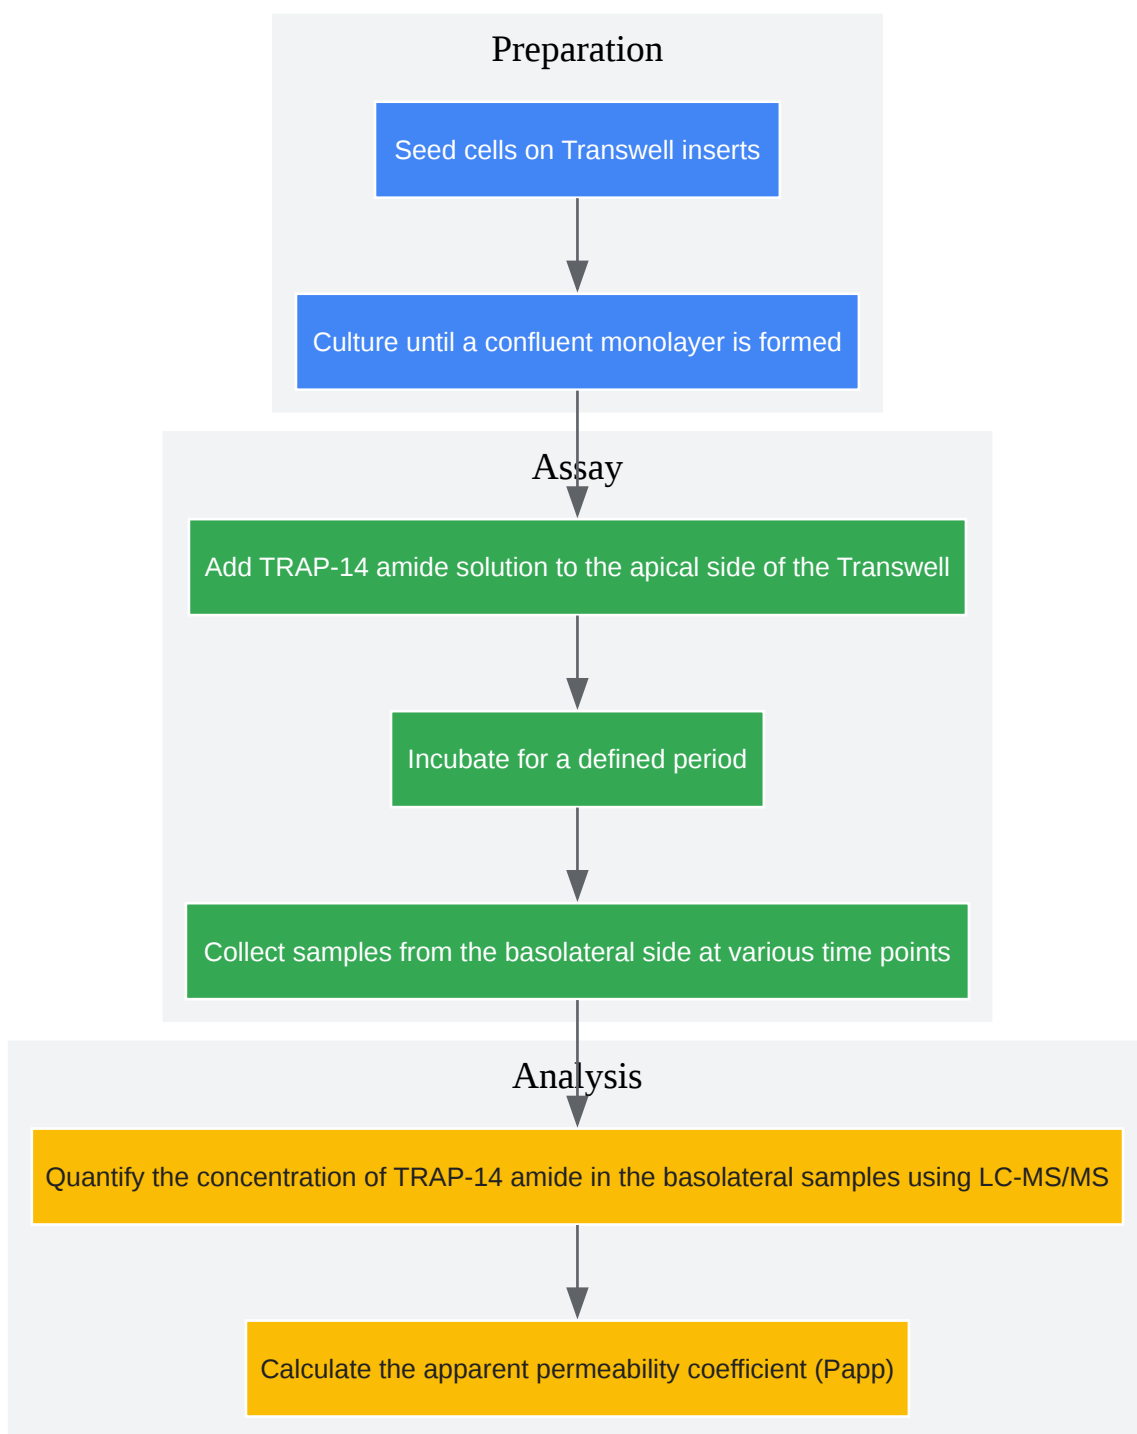 Preparation
Seed cells on Transwell inserts
Culture until a confluent monolayer is formed
Assay
Add TRAP-14 amide solution to the apical side of the Transwell
Incubate for a defined period
Collect samples from the basolateral side at various time points
Analysis
Quantify the concentration of TRAP-14 amide in the basolateral samples using LC-MS/MS
Calculate the apparent permeability coefficient (Papp)